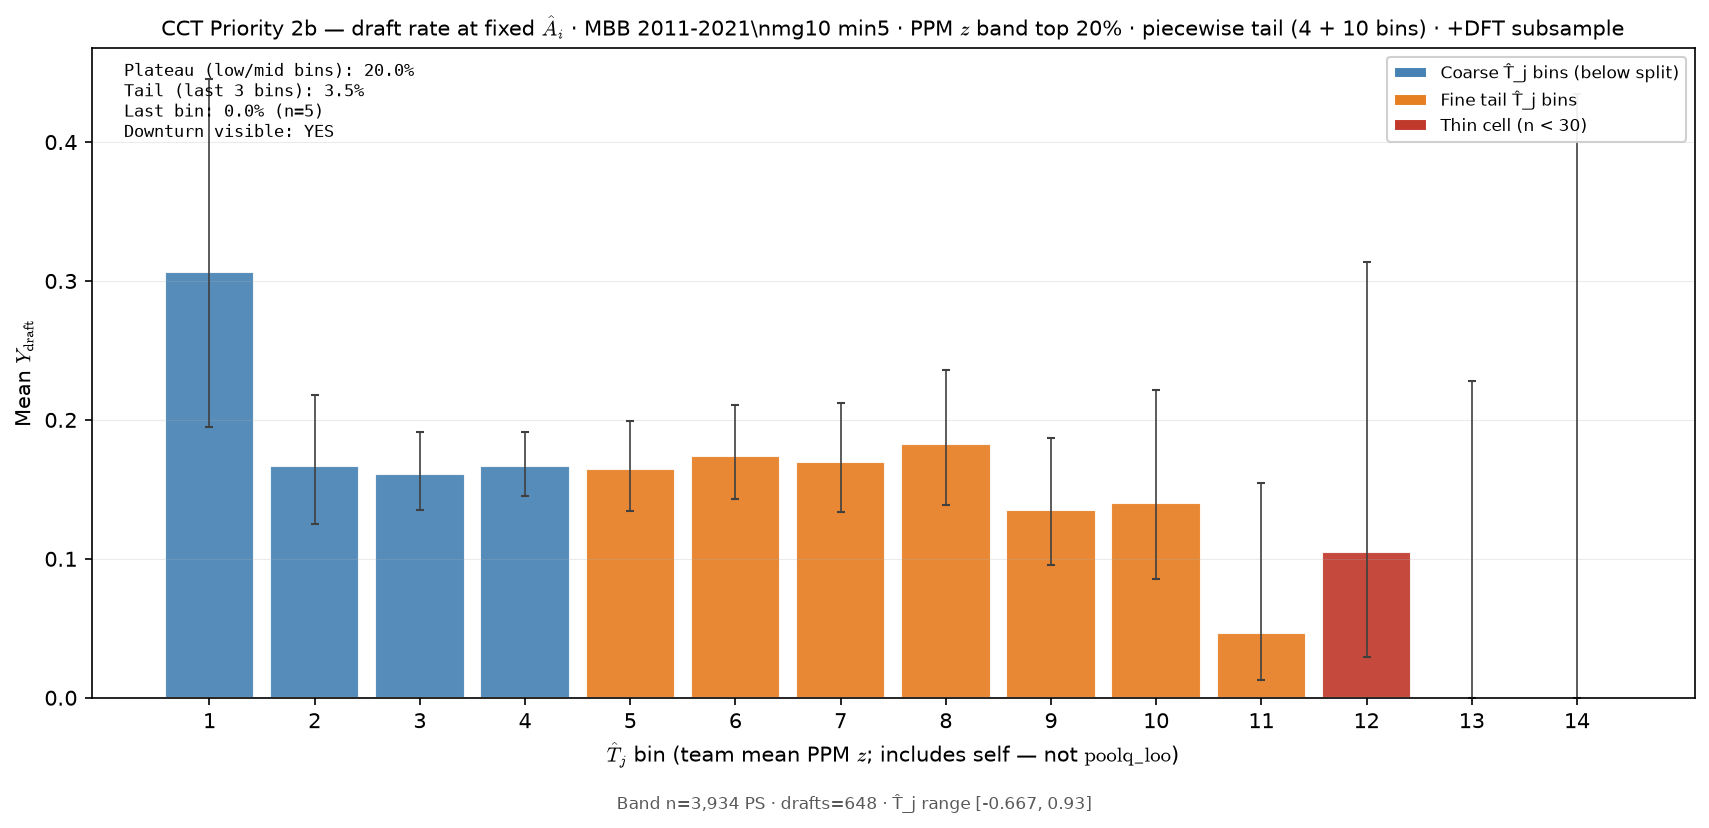 CCT Priority 2b — draft rate at fixed Âᵢ · MBB 2011-2021\nmg10 min5 · PPM z band top 20% · piecewise tail (4 + 10 bins) · +DFT subsample
Plateau (low/mid bins): 20.0%
Tail (last 3 bins): 3.5%
Last bin: 0.0% (n=5)
Downturn visible: YES
Coarse T̂_j bins (below split)
Fine tail T̂_j bins
Thin cell (n < 30)
Mean Y_draft
0.4
0.3
0.2
0.1
0.0
1 2 3 4 5 6 7 8 9 10 11 12 13 14
T̂_j bin (team mean PPM z; includes self — not poolq_loo)
Band n=3,934 PS · drafts=648 · T̂_j range [-0.667, 0.93]